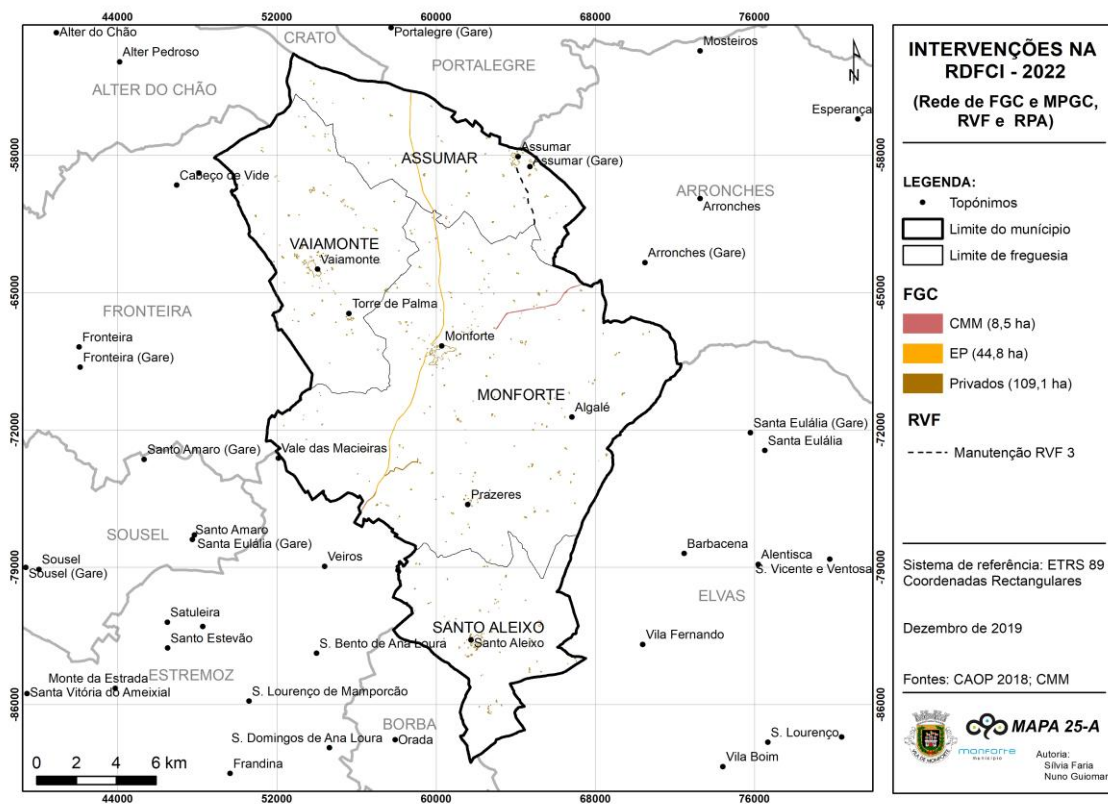 44000 52000 60000 68000 76000
Alter do Chão
Portalegre (Gare)
CRATO
Mosteiros
Alter Pedroso
PORTALEGRE
ALTER DO CHÃO
N
Esperança
-58000
ASSUMAR
Assumar
-58000
Assumar (Gare)
Cabeço de Vide
ARRONCHES
Arronches
VAIAMONTE
Vaiamonte
Arronches (Gare)
-65000
-65000
FRONTEIRA
Torre de Palma
Fronteira
Monforte
Fronteira (Gare)
MONFORTE
Algalé
-72000
Santa Eulália (Gare)
-72000
Santo Amaro (Gare)
Vale das Macieiras
Santa Eulália
Prazeres
SOUSEL
Santo Amaro
Santa Eulália (Gare)
Barbacena
Sousel
Alentisca
-79000
Sousel (Gare)
Veiros
S. Vicente e Ventosa
-79000
ELVAS
Satuleira
SANTO ALEIXO
Santo Estevão
S. Bento de Ana Loura
Santo Aleixo
Vila Fernando
Monte da Estrada
ESTREMOZ
Santa Vitória do Ameixial
S. Lourenço de Mamporcão
-86000
-86000
BORBA
S. Domingos de Ana Loura
Orada
S. Lourenço
Frandina
Vila Boim
0 2 4 6 km
44000 52000 60000 68000 76000
INTERVENÇÕES NA
RDFCI - 2022
(Rede de FGC e MPGC,
RVF e RPA)
LEGENDA:
Topónimos
Limite do munícipio
Limite de freguesia
FGC
CMM (8,5 ha)
EP (44,8 ha)
Privados (109,1 ha)
RVF
Manutenção RVF 3
Sistema de referência: ETRS 89
Coordenadas Rectangulares
Dezembro de 2019
Fontes: CAOP 2018; CMM
monforte
município
MAPA 25-A
Autoria:
Sílvia Faria
Nuno Guiomar